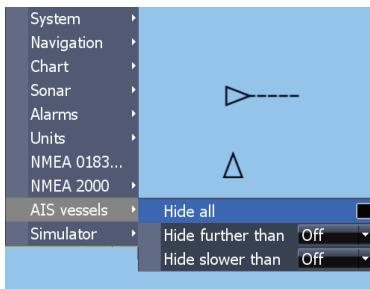 System
Navigation
Chart
Sonar
Alarms
Units
NMEA 0183...
NMEA 2000
AIS vessels
Simulator
Hide all
Hide further than Off
Hide slower than Off